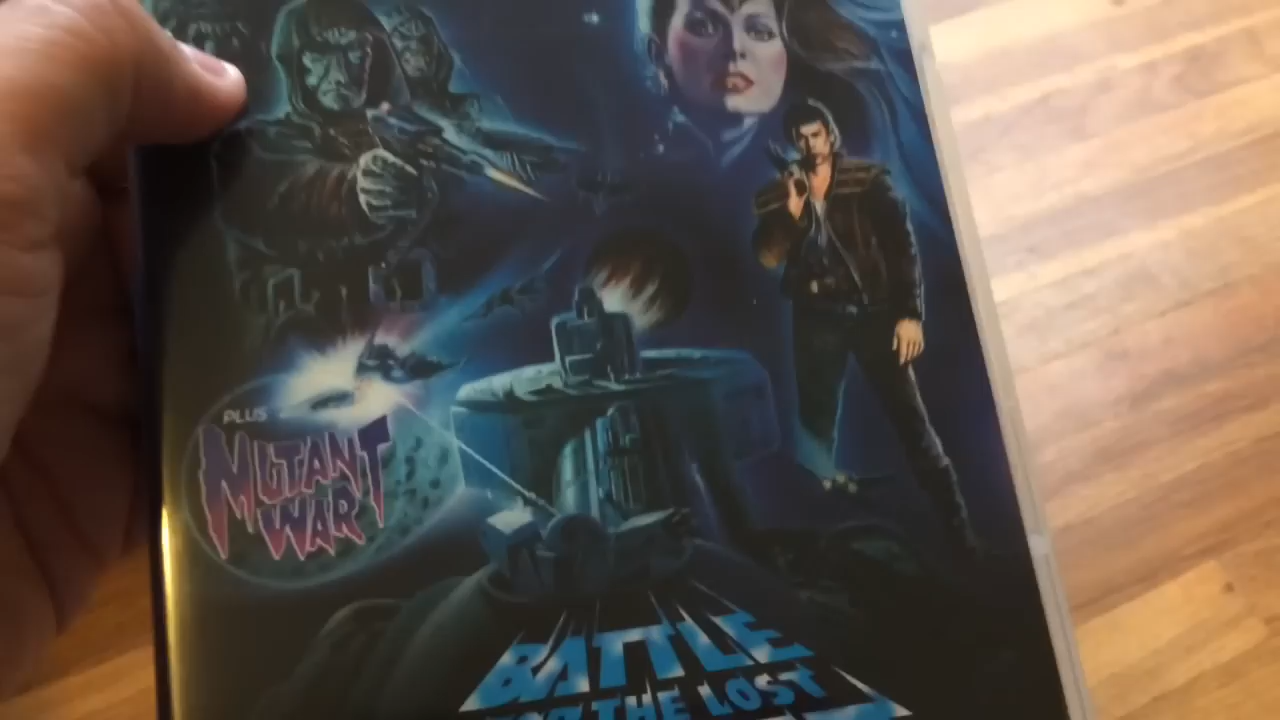 PLUS
MUTANT
WAR
BATTLE
FOR THE LOST